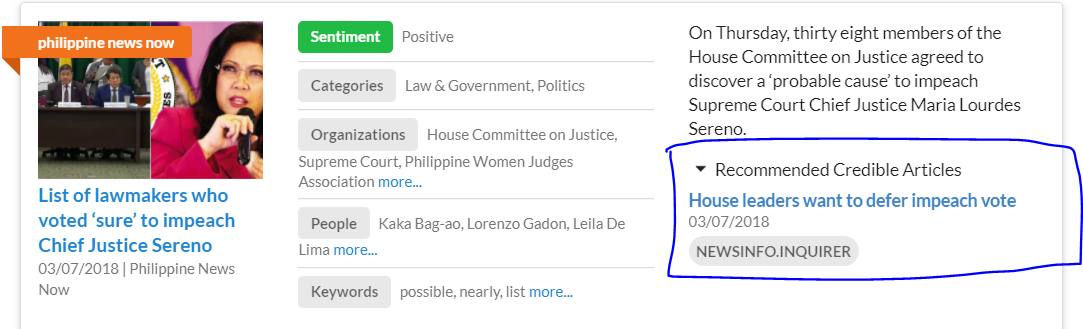 philippine news now
List of lawmakers who
voted ‘sure’ to impeach
Chief Justice Sereno
03/07/2018 | Philippine News
Now
Sentiment Positive
Categories Law & Government, Politics
Organizations House Committee on Justice,
Supreme Court, Philippine Women Judges
Association more...
People Kaka Bag-ao, Lorenzo Gadon, Leila De
Lima more...
Keywords possible, nearly, list more...
On Thursday, thirty eight members of the
House Committee on Justice agreed to
discover a ‘probable cause’ to impeach
Supreme Court Chief Justice Maria Lourdes
Sereno.
Recommended Credible Articles
House leaders want to defer impeach vote
03/07/2018
NEWSINFO.INQUIRER